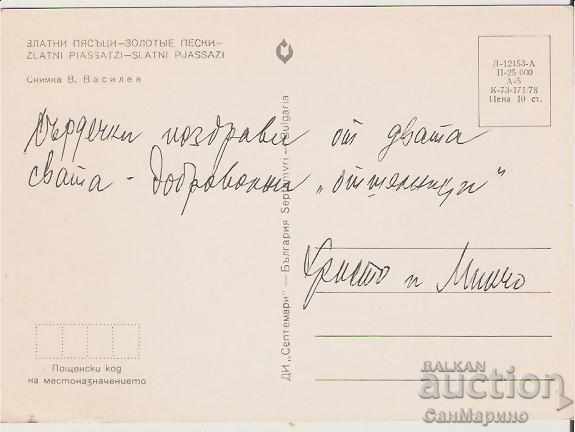 ЗЛАТНИ ПЯСЪЦИ—ЗОЛОТЫЕ ПЕСКИ—
ZLATNI PIASSATZI—SLATNI PJASSAZI
Снимка В. Василев
Л-12153-А
П-25 000
А-5
К-73-171/78
Цена 10 ст.
Сърдечни поздрави от двата
свата - доброволни „отшелници"
Христо и Минчо
ДИ „Септември" — България Septemvri — Bulgaria
Пощенски код
на местоназначението
BALKAN
auction
СанМарино